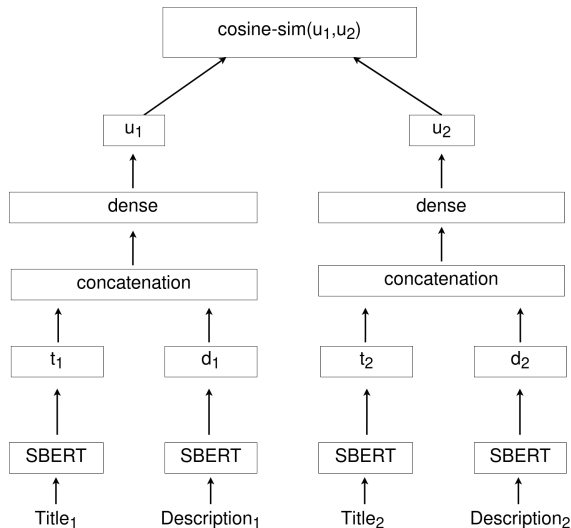 cosine-sim(u₁,u₂)
u₁ u₂
dense dense
concatenation concatenation
t₁ d₁ t₂ d₂
SBERT SBERT SBERT SBERT
Title₁ Description₁ Title₂ Description₂